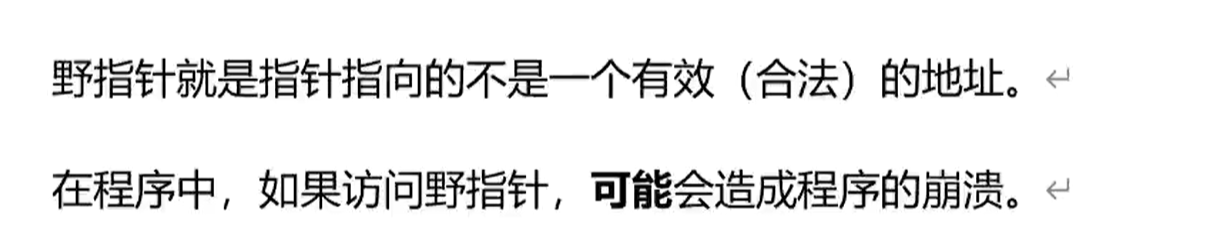 野指针就是指针指向的不是一个有效（合法）的地址。
在程序中，如果访问野指针，可能会造成程序的崩溃。